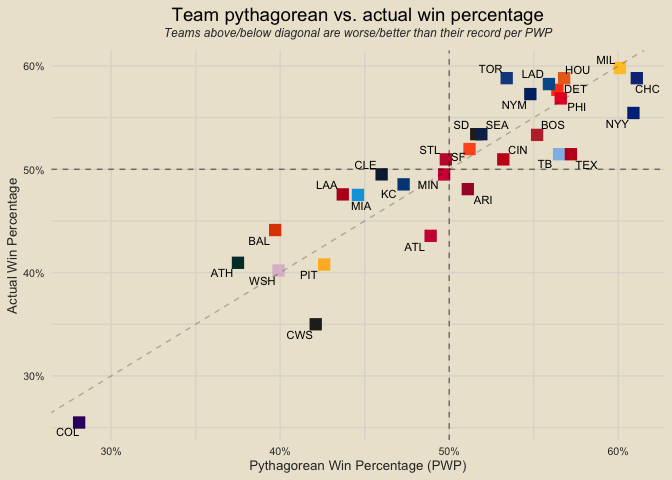 Team pythagorean vs. actual win percentage
Teams above/below diagonal are worse/better than their record per PWP
60%
50%
40%
30%
Actual Win Percentage
TOR
LAD
HOU
MIL
CHC
DET
NYM
PHI
NYY
SD
SEA
BOS
STL
SF
CIN
TB
TEX
CLE
LAA
KC
MIN
MIA
ARI
BAL
ATL
ATH
WSH
PIT
CWS
COL
30%
40%
50%
60%
Pythagorean Win Percentage (PWP)